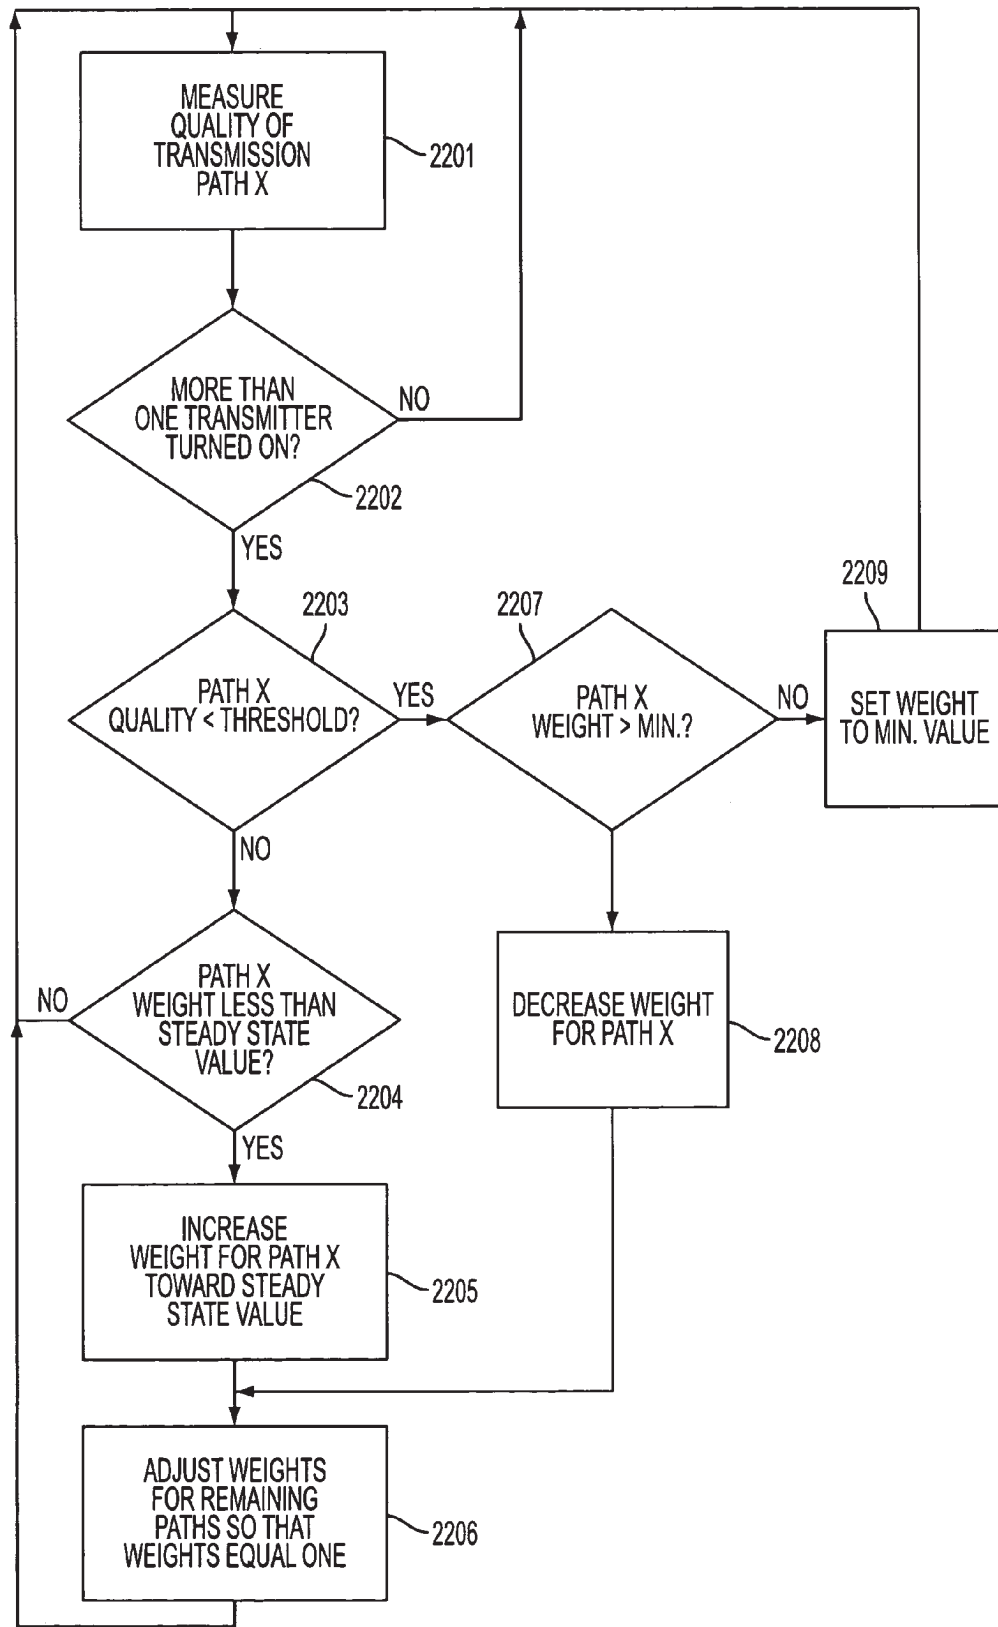 MEASURE
QUALITY OF
TRANSMISSION
PATH X
2201
MORE THAN
ONE TRANSMITTER
TURNED ON?
NO
2202
YES
2203
PATH X
QUALITY < THRESHOLD?
YES
2207
PATH X
WEIGHT > MIN.?
NO
2209
SET WEIGHT
TO MIN. VALUE
NO
PATH X
WEIGHT LESS THAN
STEADY STATE
VALUE?
NO
2204
YES
DECREASE WEIGHT
FOR PATH X
2208
INCREASE
WEIGHT FOR PATH X
TOWARD STEADY
STATE VALUE
2205
ADJUST WEIGHTS
FOR REMAINING
PATHS SO THAT
WEIGHTS EQUAL ONE
2206